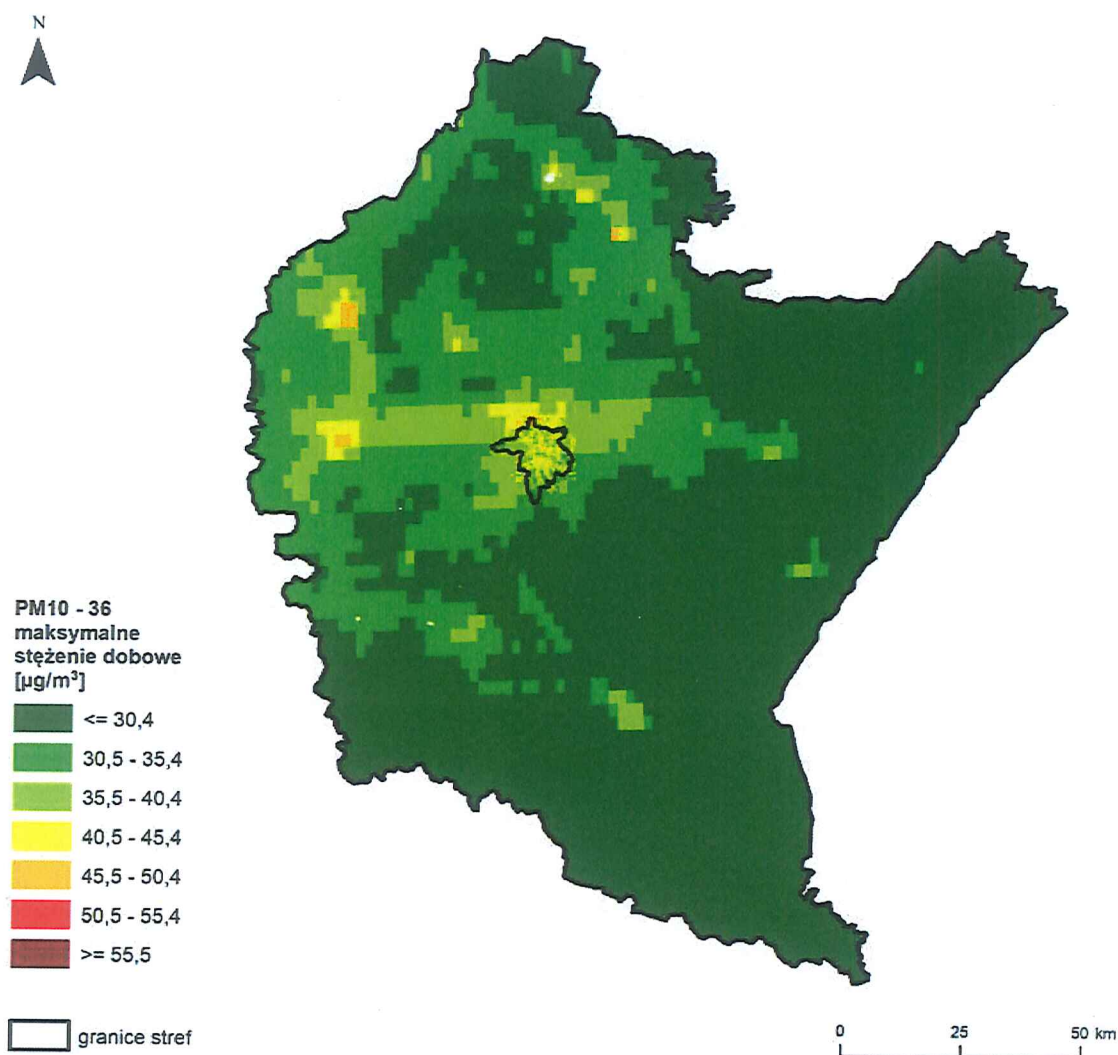 N
PM10 - 36
maksymalne
stężenie dobowe
[µg/m³]
<= 30,4
30,5 - 35,4
35,5 - 40,4
40,5 - 45,4
45,5 - 50,4
50,5 - 55,4
>= 55,5
granice stref
0 25 50 km